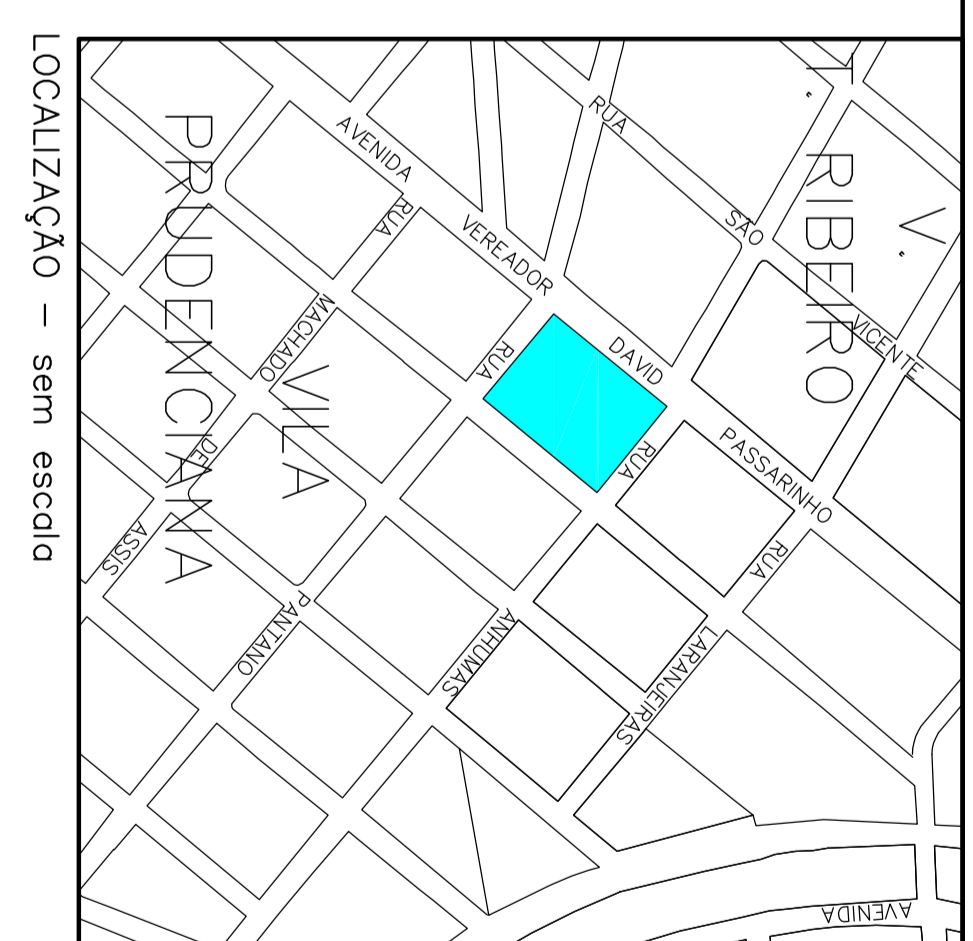 LOCALIZAÇÃO – sem escala
T. RIBEIRO
V.
VILA
PRUDENCIANA
RUA SÃO VICENTE
AVENIDA VEREADOR DAVID PASSARINHO
RUA MACHADO DE ASSIS
RUA PANTANO
RUA ANHUMAS
RUA LARANJEIRAS
AVENIDA